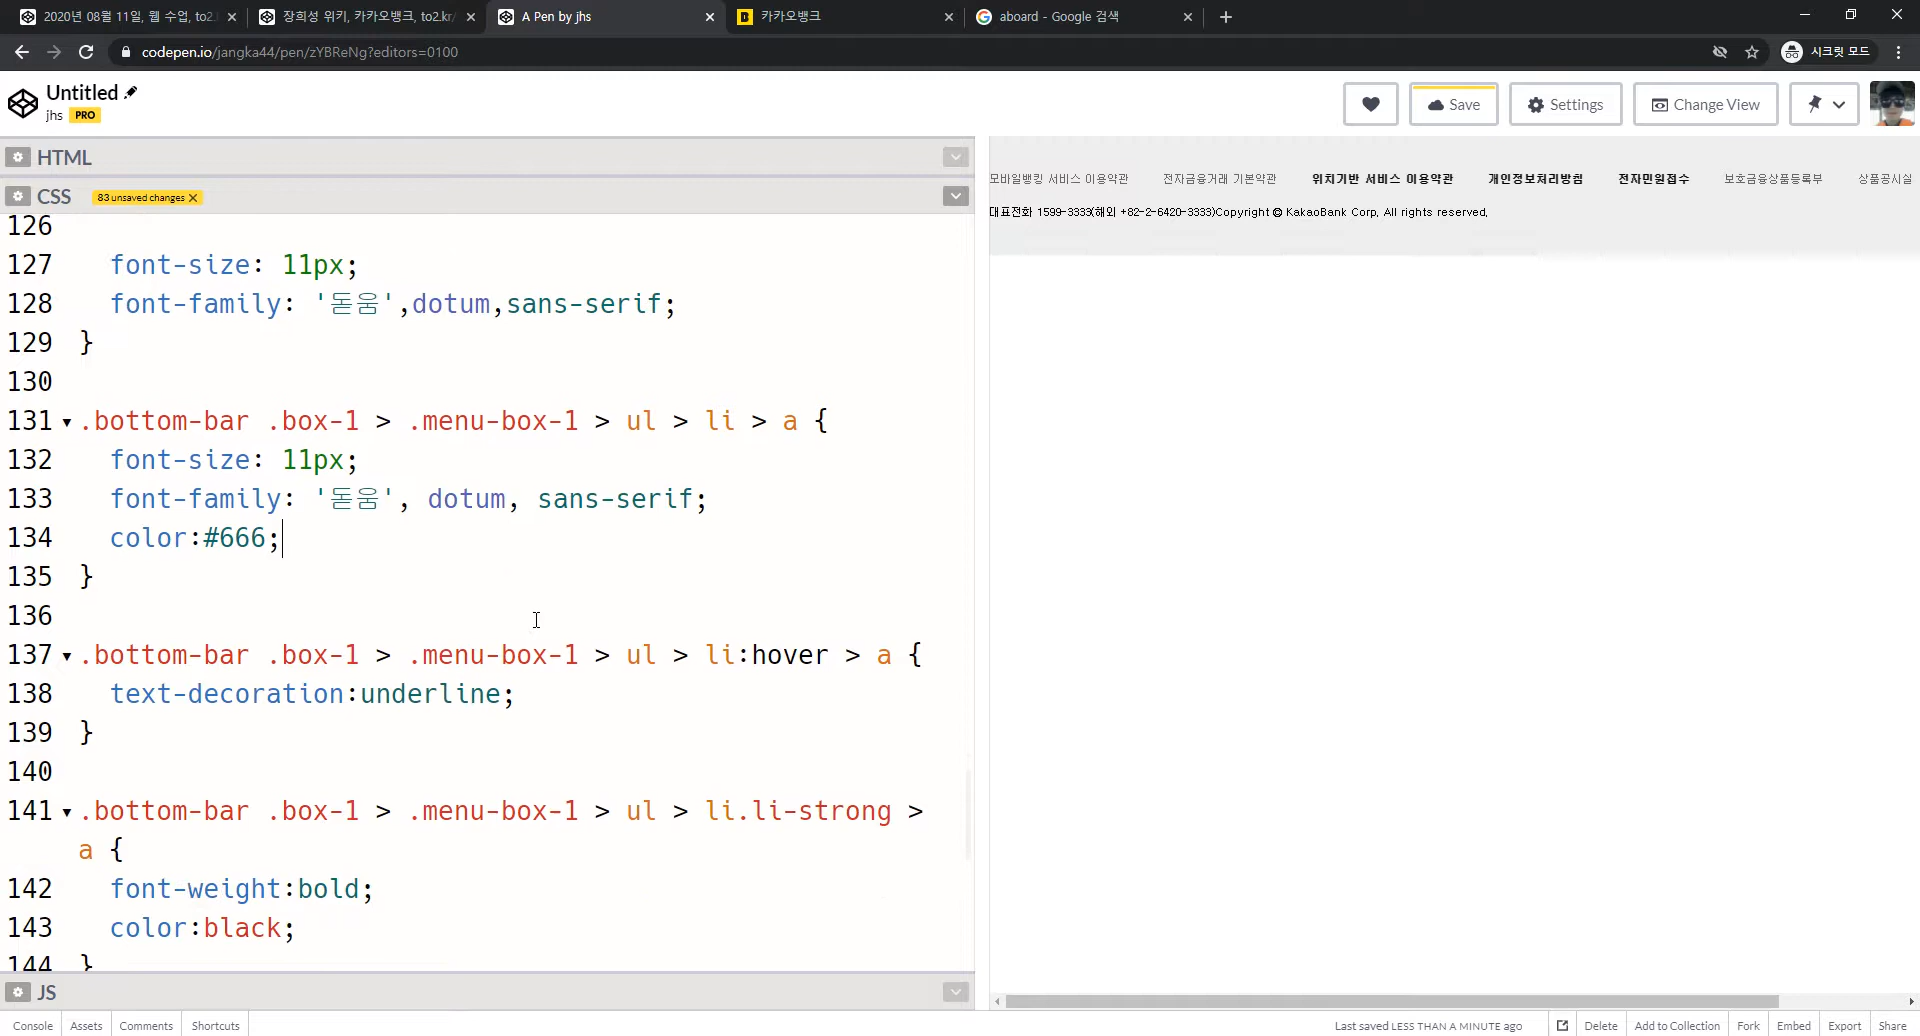 2020년 08월 11일, 웹 수업, to2.
장희성 위키, 카카오뱅크, to2.kr/
A Pen by jhs
카카오뱅크
aboard - Google 검색
codepen.io/jangka44/pen/zYBReNg?editors=0100
시크릿 모드
Untitled
jhs PRO
Save
Settings
Change View
HTML
CSS 83 unsaved changes
126
127 font-size: 11px;
128 font-family: '돋움',dotum,sans-serif;
129 }
130
131 .bottom-bar .box-1 > .menu-box-1 > ul > li > a {
132 font-size: 11px;
133 font-family: '돋움', dotum, sans-serif;
134 color:#666;
135 }
136
137 .bottom-bar .box-1 > .menu-box-1 > ul > li:hover > a {
138 text-decoration:underline;
139 }
140
141 .bottom-bar .box-1 > .menu-box-1 > ul > li.li-strong >
a {
142 font-weight:bold;
143 color:black;
144 }
JS
모바일뱅킹 서비스 이용약관 전자금융거래 기본약관 위치기반 서비스 이용약관 개인정보처리방침 전자민원접수 보호금융상품등록부 상품공시실
대표전화 1599-3333(해외 +82-2-6420-3333)Copyright © KakaoBank Corp. All rights reserved.
Console Assets Comments Shortcuts
Last saved LESS THAN A MINUTE ago
Delete Add to Collection Fork Embed Export Share